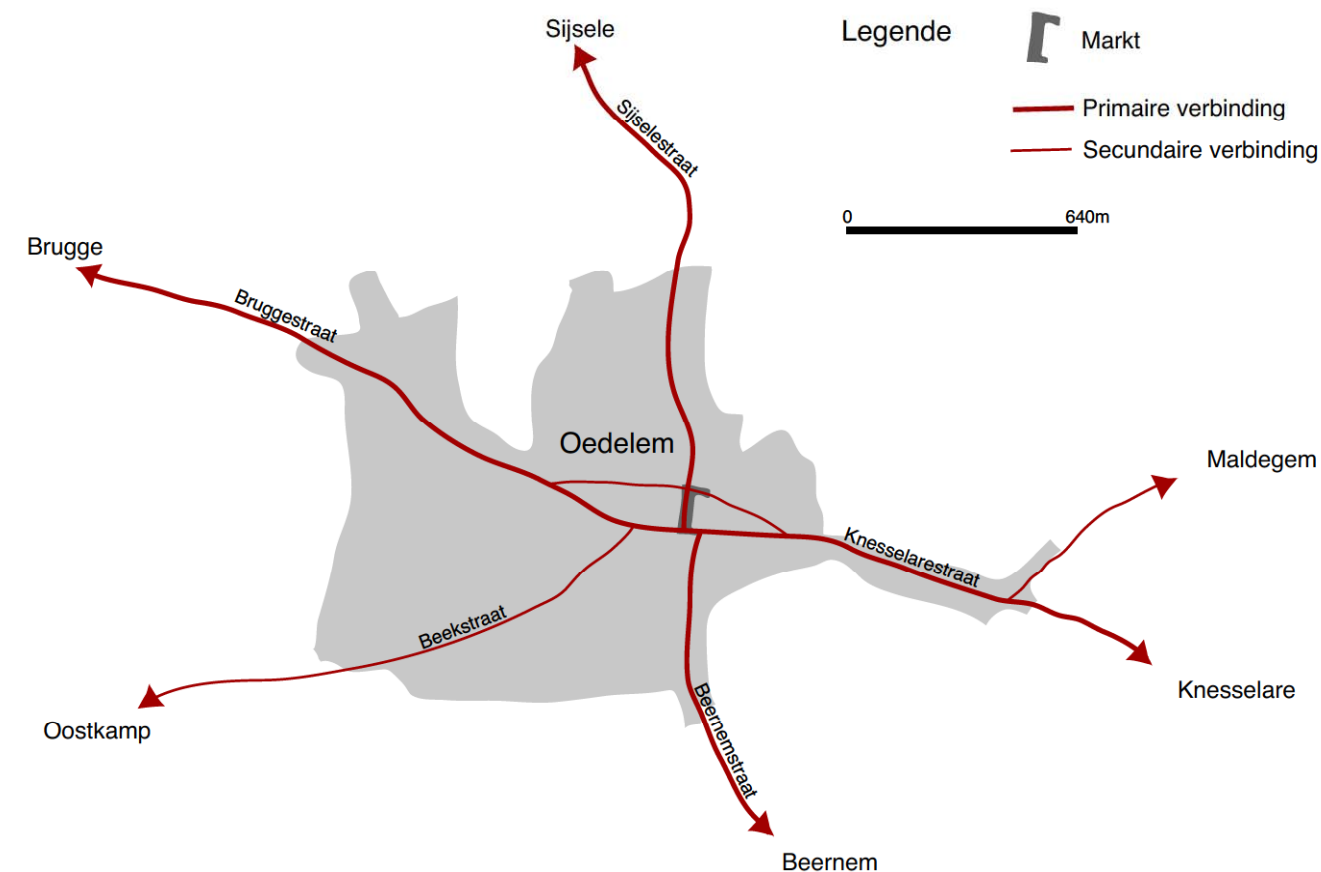 Sijsele
Legende
Markt
Primaire verbinding
Secundaire verbinding
0 640m
Sijselestraat
Brugge
Bruggestraat
Oedelem
Maldegem
Knesselarestraat
Beekstraat
Knesselare
Oostkamp
Beernemstraat
Beernem